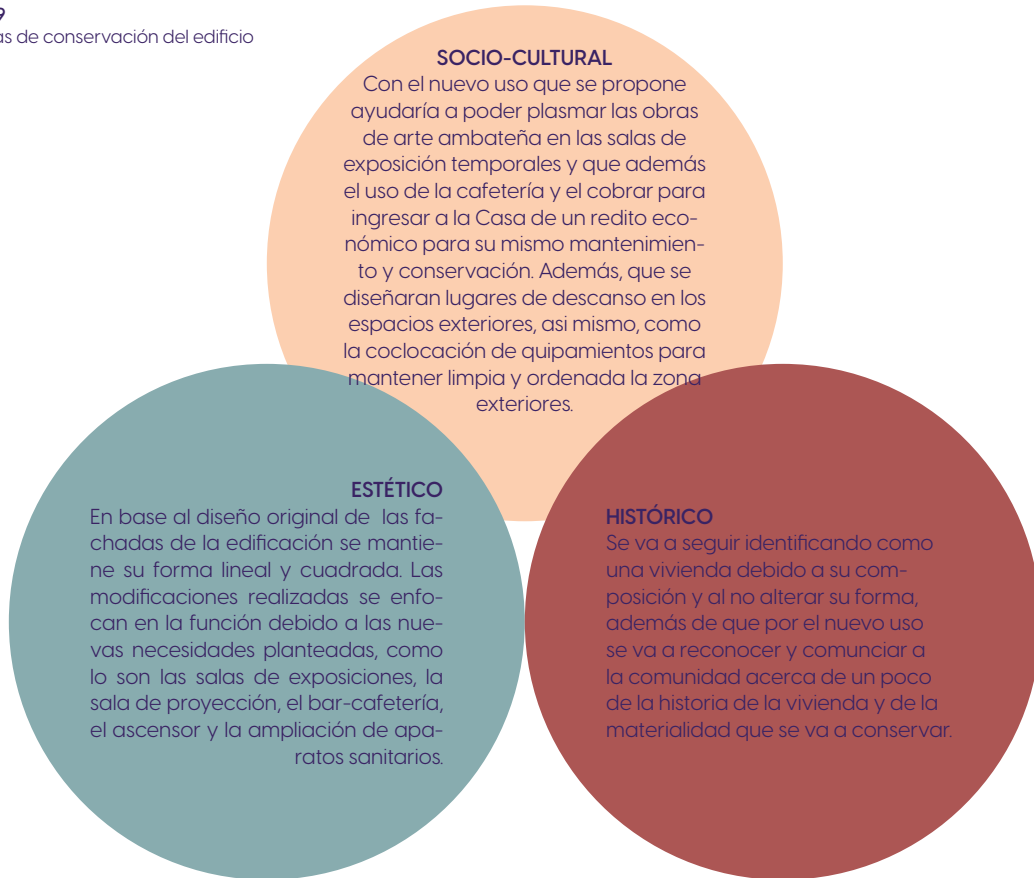 9
as de conservación del edificio
SOCIO-CULTURAL
Con el nuevo uso que se propone
ayudaría a poder plasmar las obras
de arte ambateña en las salas de
exposición temporales y que además
el uso de la cafetería y el cobrar para
ingresar a la Casa de un redito eco-
nómico para su mismo mantenimien-
to y conservación. Además, que se
diseñaran lugares de descanso en los
espacios exteriores, asi mismo, como
la coclocación de quipamientos para
mantener limpia y ordenada la zona
exteriores.
ESTÉTICO
En base al diseño original de las fa-
chadas de la edificación se mantie-
ne su forma lineal y cuadrada. Las
modificaciones realizadas se enfo-
can en la función debido a las nue-
vas necesidades planteadas, como
lo son las salas de exposiciones, la
sala de proyección, el bar-cafetería,
el ascensor y la ampliación de apa-
ratos sanitarios.
HISTÓRICO
Se va a seguir identificando como
una vivienda debido a su com-
posición y al no alterar su forma,
además de que por el nuevo uso
se va a reconocer y comunciar a
la comunidad acerca de un poco
de la historia de la vivienda y de la
materialidad que se va a conservar.